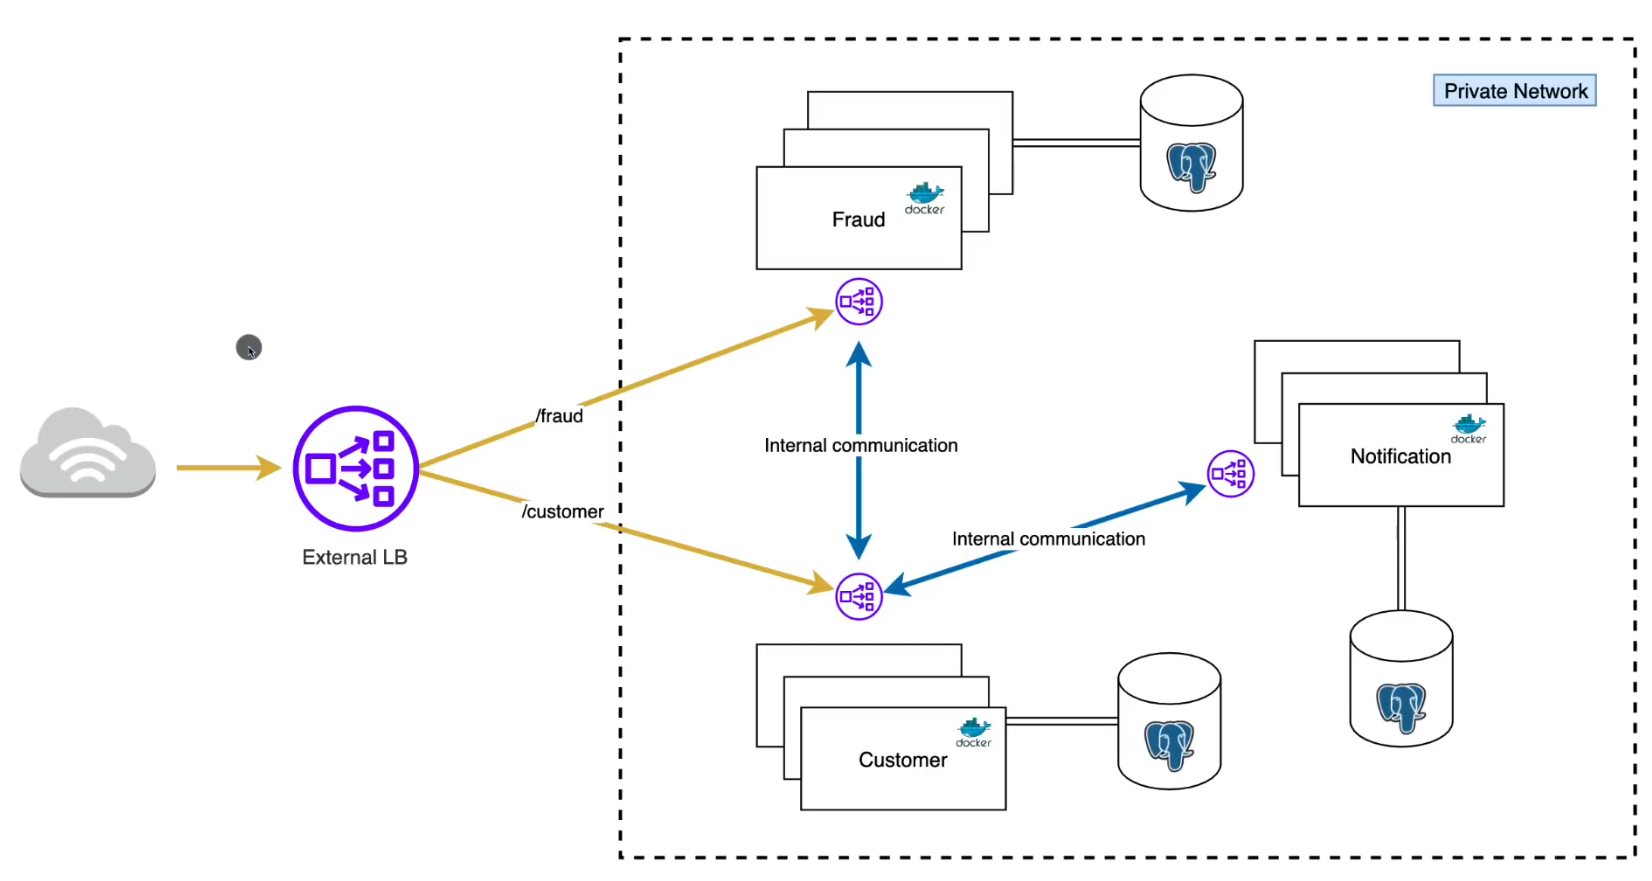 Private Network
docker
Fraud
/fraud
Internal communication
docker
Notification
/customer
Internal communication
External LB
docker
Customer